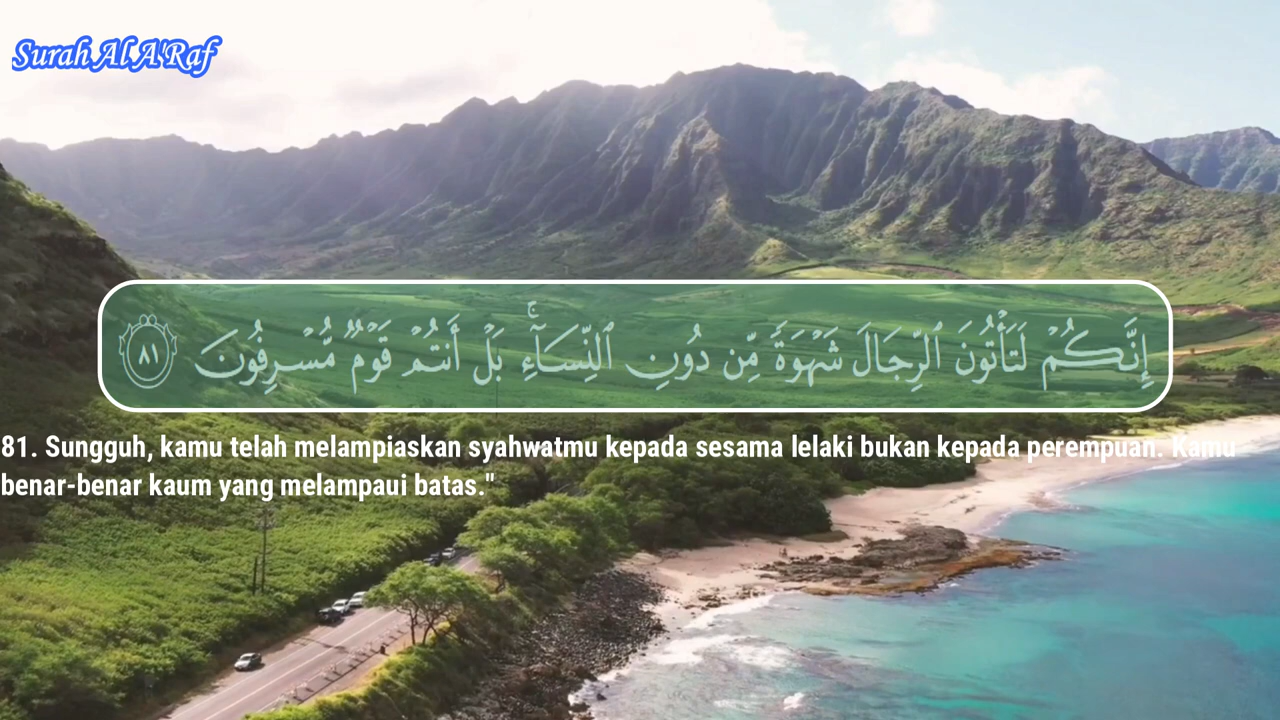 Surah Al A'Raf
إِنَّكُمْ لَتَأْتُونَ ٱلرِّجَالَ شَهْوَةً مِّن دُونِ ٱلنِّسَآءِ ۚ بَلْ أَنتُمْ قَوْمٌ مُّسْرِفُونَ ٨١
81. Sungguh, kamu telah melampiaskan syahwatmu kepada sesama lelaki bukan kepada perempuan. Kamu
benar-benar kaum yang melampaui batas."